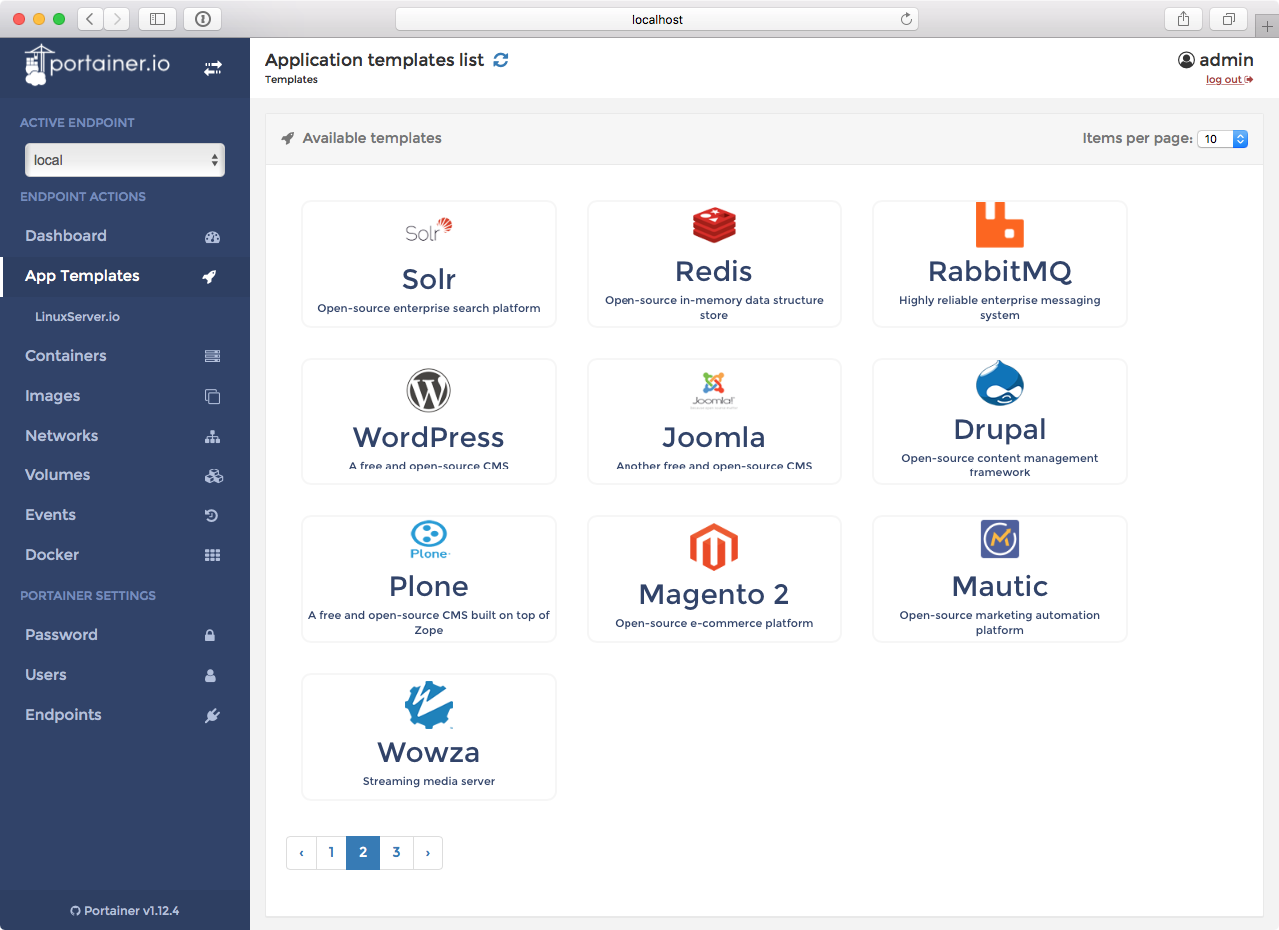 localhost
portainer.io
ACTIVE ENDPOINT
local
ENDPOINT ACTIONS
Dashboard
App Templates
LinuxServer.io
Containers
Images
Networks
Volumes
Events
Docker
PORTAINER SETTINGS
Password
Users
Endpoints
Portainer v1.12.4
Application templates list
Templates
admin
log out
Available templates
Items per page: 10
Solr
Solr
Open-source enterprise search platform
Redis
Open-source in-memory data structure
store
RabbitMQ
Highly reliable enterprise messaging
system
WordPress
A free and open-source CMS
Joomla!
Joomla
Another free and open-source CMS
Drupal
Open-source content management
framework
Plone
Plone
A free and open-source CMS built on top of
Zope
Magento 2
Open-source e-commerce platform
Mautic
Open-source marketing automation
platform
Wowza
Streaming media server
‹ 1 2 3 ›